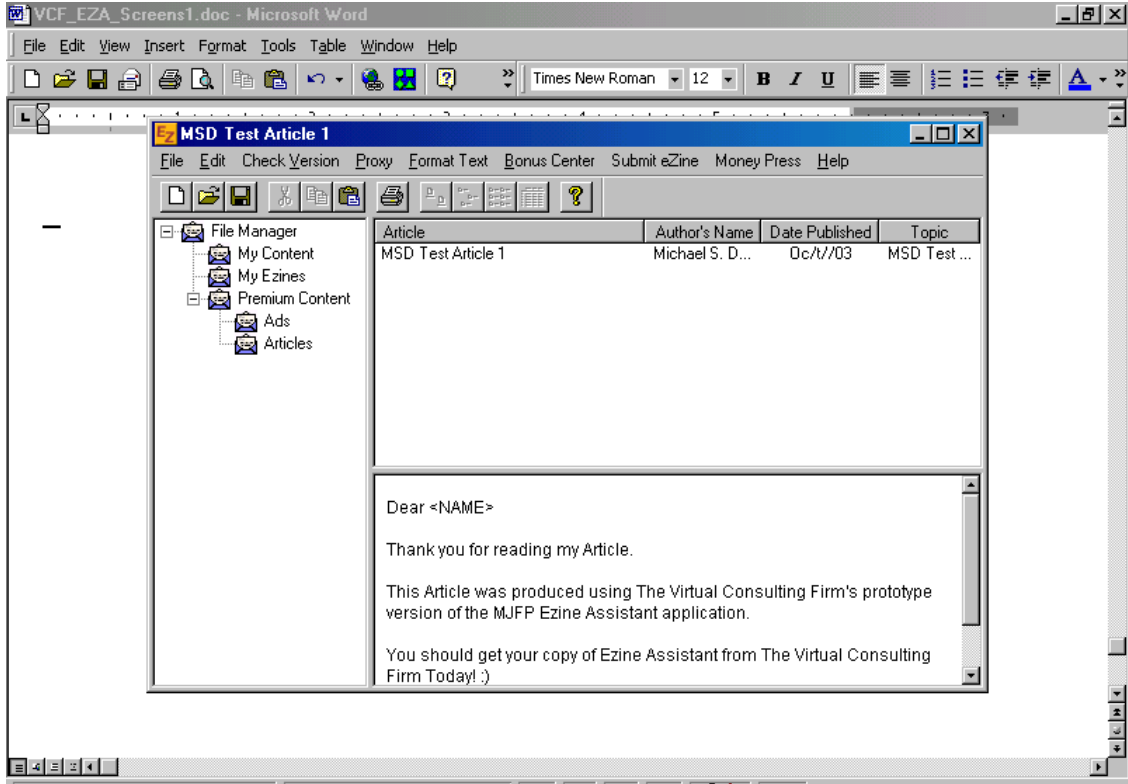 VCF_EZA_Screens1.doc - Microsoft Word
File Edit View Insert Format Tools Table Window Help
Times New Roman 12 B I U A
MSD Test Article 1
File Edit Check Version Proxy Format Text Bonus Center Submit eZine Money Press Help
File Manager
My Content
My Ezines
Premium Content
Ads
Articles
Article Author's Name Date Published Topic
MSD Test Article 1 Michael S. D... Oc/t//03 MSD Test ...
Dear <NAME>
Thank you for reading my Article.
This Article was produced using The Virtual Consulting Firm's prototype
version of the MJFP Ezine Assistant application.
You should get your copy of Ezine Assistant from The Virtual Consulting
Firm Today! :)